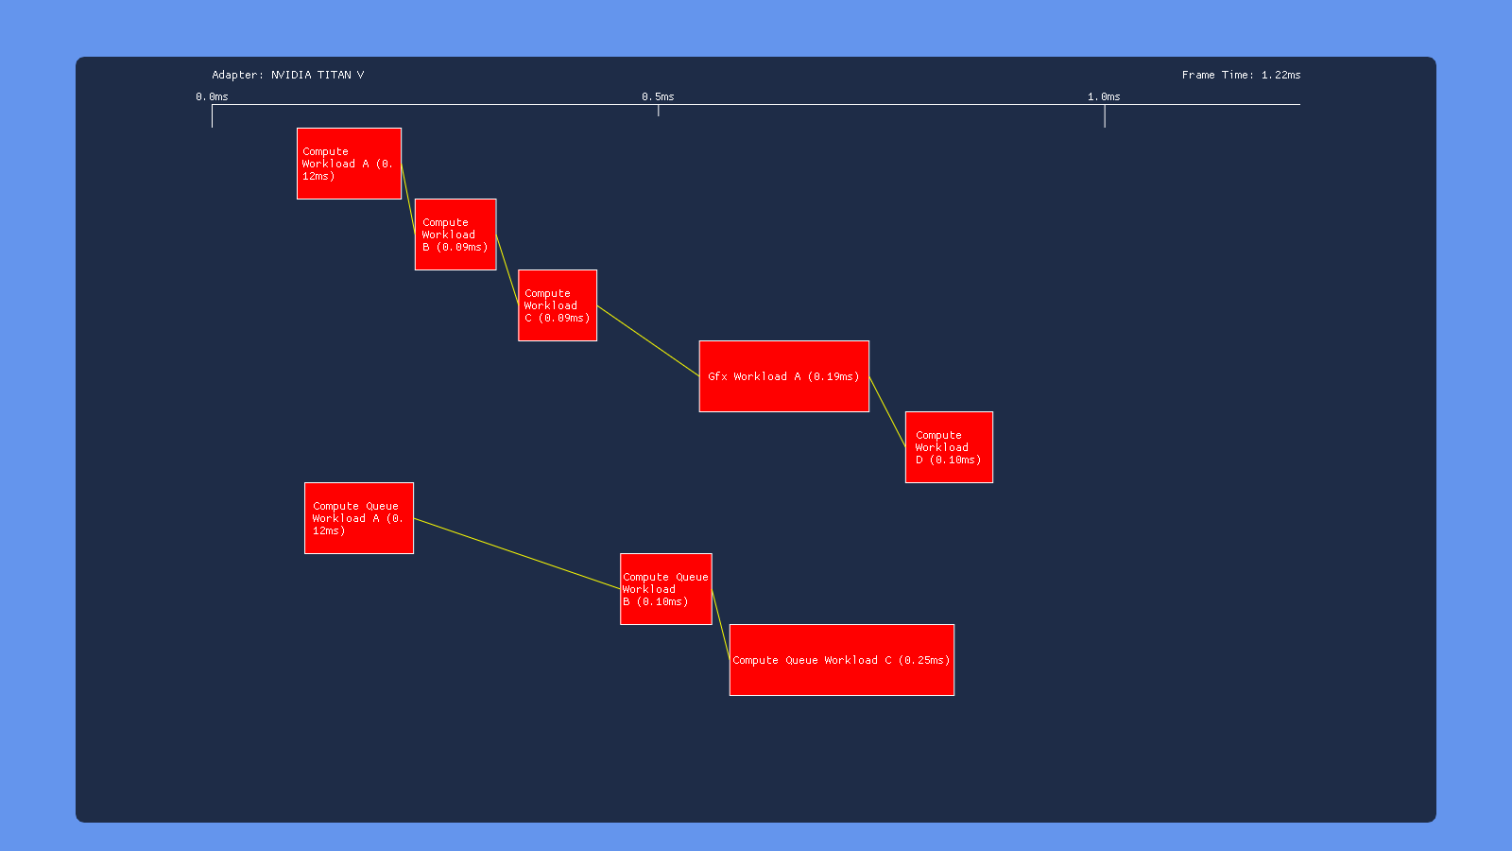 Adapter: NVIDIA TITAN V
Frame Time: 1.22ms
0.0ms
0.5ms
1.0ms
Compute
Workload A (0.
12ms)
Compute
Workload
B (0.09ms)
Compute
Workload
C (0.09ms)
Gfx Workload A (0.19ms)
Compute
Workload
D (0.10ms)
Compute Queue
Workload A (0.
12ms)
Compute Queue
Workload
B (0.10ms)
Compute Queue Workload C (0.25ms)